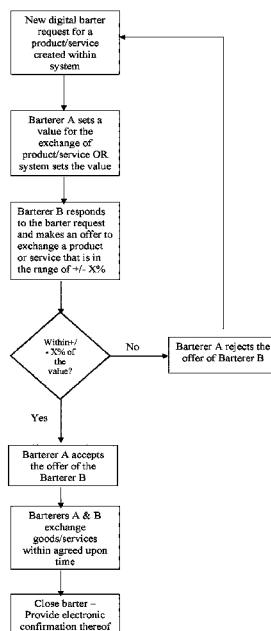 New digital barter
request for a
product/service
created within
system
Barterer A sets a
value for the
exchange of
product/service OR
system sets the value
Barterer B responds
to the barter request
and makes an offer to
exchange a product
or service that is in
the range of +/- X%
Within+/
- X% of
the
value?
No
Barterer A rejects the
offer of Barterer B
Yes
Barterer A accepts
the offer of the
Barterer B
Barterers A & B
exchange
goods/services
within agreed upon
time
Close barter –
Provide electronic
confirmation thereof